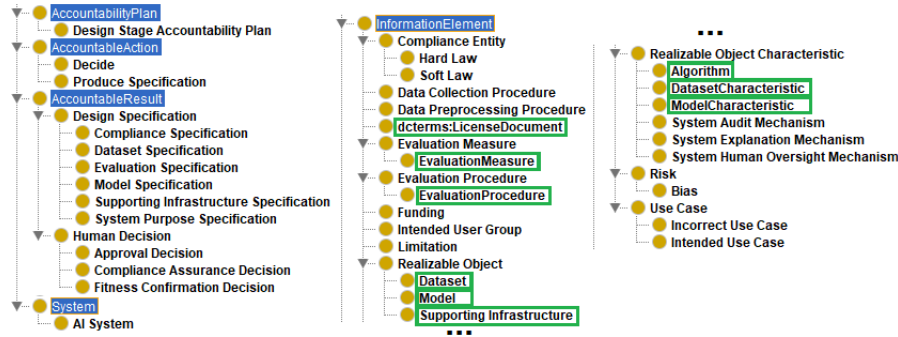 AccountabilityPlan
Design Stage Accountability Plan
AccountableAction
Decide
Produce Specification
AccountableResult
Design Specification
Compliance Specification
Dataset Specification
Evaluation Specification
Model Specification
Supporting Infrastructure Specification
System Purpose Specification
Human Decision
Approval Decision
Compliance Assurance Decision
Fitness Confirmation Decision
System
AI System
InformationElement
Compliance Entity
Hard Law
Soft Law
Data Collection Procedure
Data Preprocessing Procedure
dcterms:LicenseDocument
Evaluation Measure
EvaluationMeasure
Evaluation Procedure
EvaluationProcedure
Funding
Intended User Group
Limitation
Realizable Object
Dataset
Model
Supporting Infrastructure
...
...
Realizable Object Characteristic
Algorithm
DatasetCharacteristic
ModelCharacteristic
System Audit Mechanism
System Explanation Mechanism
System Human Oversight Mechanism
Risk
Bias
Use Case
Incorrect Use Case
Intended Use Case